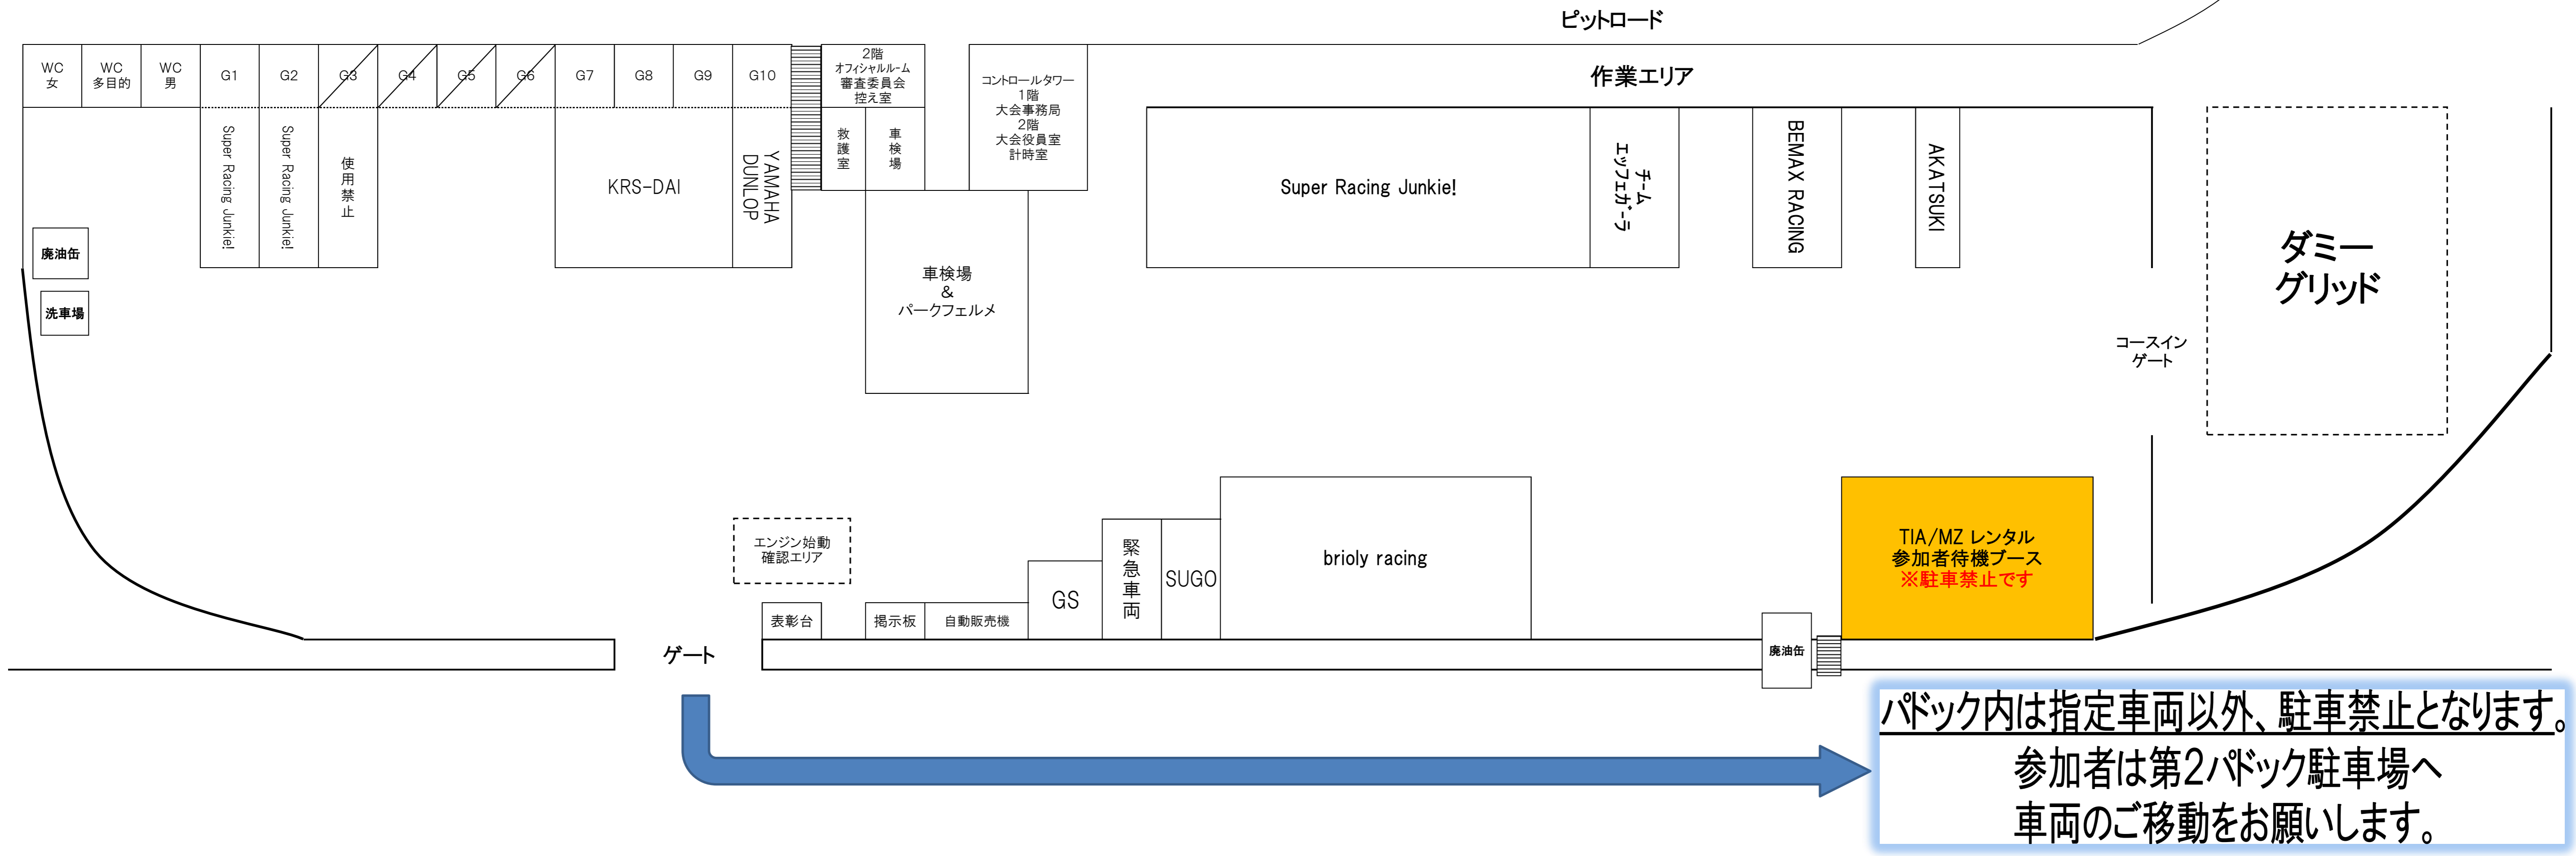 ピットロード
作業エリア
WC
女
WC
多目的
WC
男
G1
G2
G3
G4
G5
G6
G7
G8
G9
G10
2階
オフィシャルルーム
審査委員会
控え室
コントロールタワー
1階
大会事務局
2階
大会役員室
計時室
Super Racing Junkie!
Super Racing Junkie!
使用禁止
KRS-DAI
YAMAHA
DUNLOP
救護室
車検場
Super Racing Junkie!
チーム
エッフェガーラ
BEMAX RACING
AKATSUKI
ダミー
グリッド
廃油缶
洗車場
車検場
&
パークフェルメ
コースイン
ゲート
エンジン始動
確認エリア
表彰台
掲示板
自動販売機
GS
緊急車両
SUGO
brioly racing
TIA/MZ レンタル
参加者待機ブース
※駐車禁止です
廃油缶
ゲート
パドック内は指定車両以外、駐車禁止となります。
参加者は第2パドック駐車場へ
車両のご移動をお願いします。